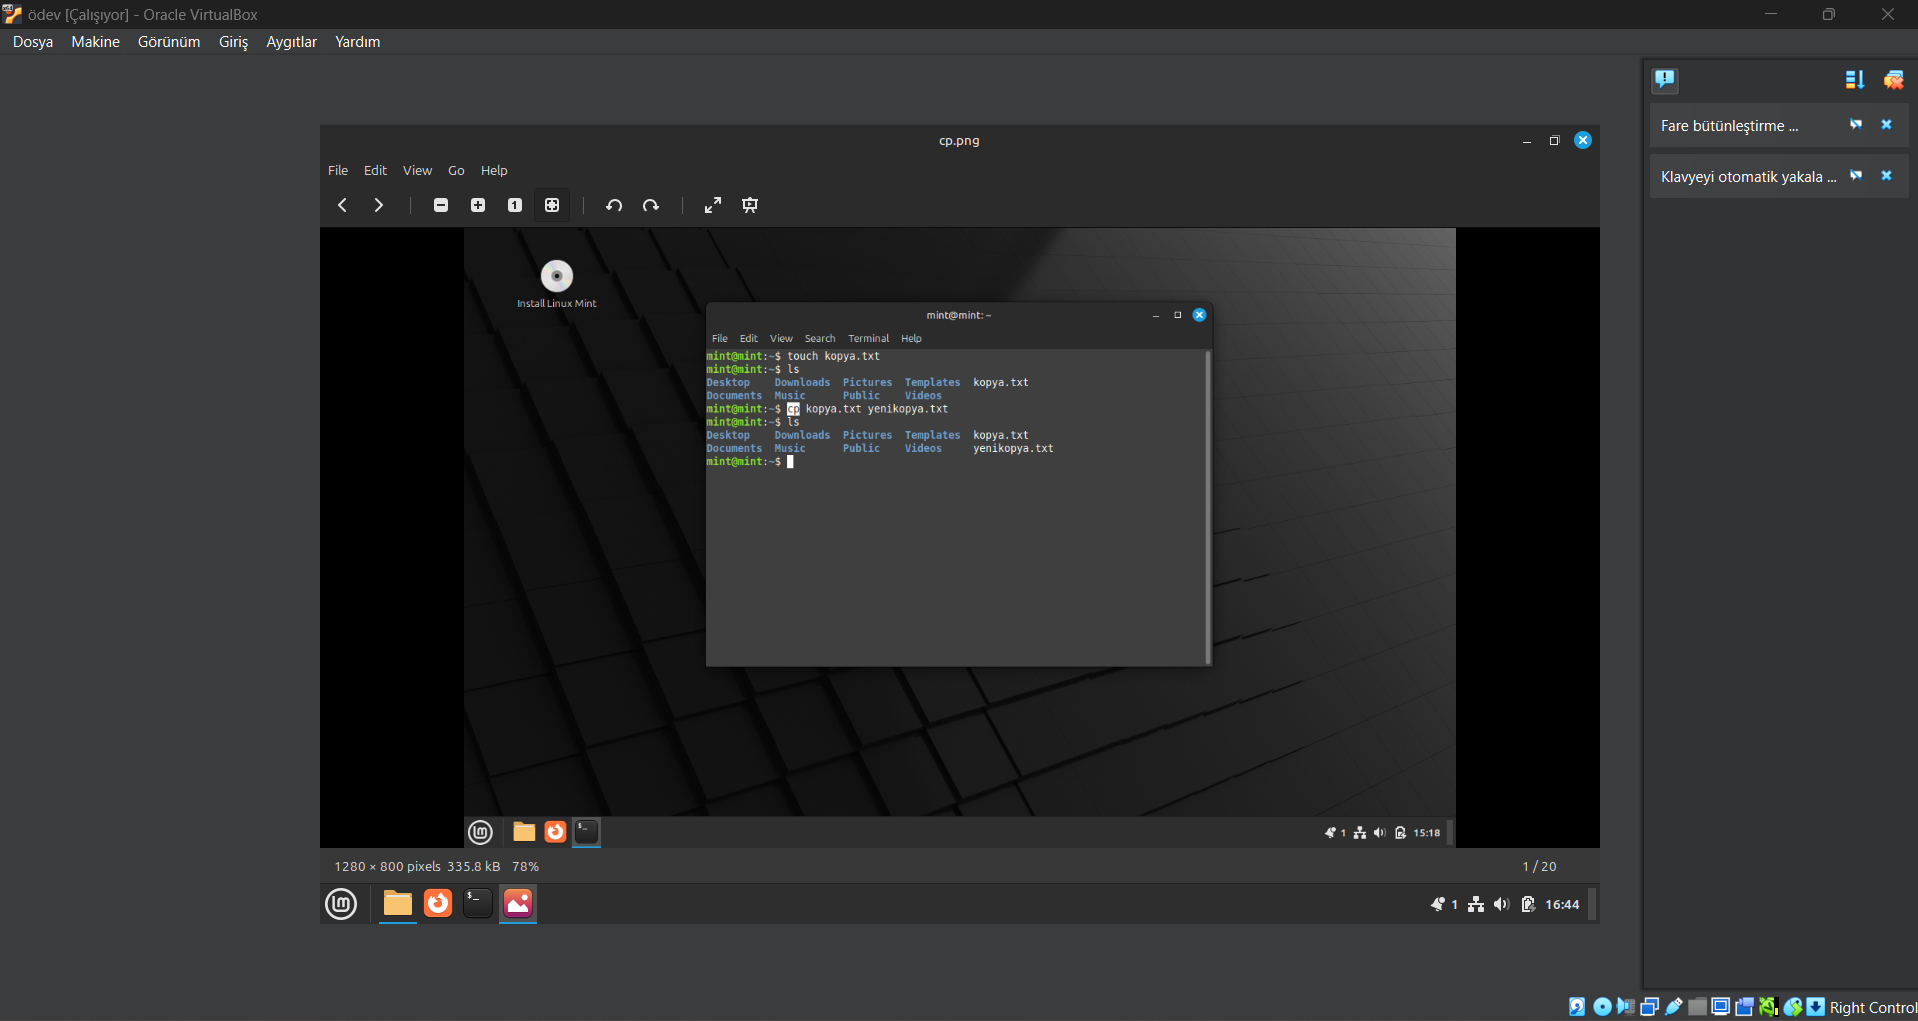 ödev [Çalışıyor] - Oracle VirtualBox
Dosya Makine Görünüm Giriş Aygıtlar Yardım
Fare bütünleştirme ...
Klavyeyi otomatik yakala ...
cp.png
File Edit View Go Help
Install Linux Mint
mint@mint: ~
File Edit View Search Terminal Help
mint@mint:~$ touch kopya.txt
mint@mint:~$ ls
Desktop Downloads Pictures Templates kopya.txt
Documents Music Public Videos
mint@mint:~$ cp kopya.txt yenikopya.txt
mint@mint:~$ ls
Desktop Downloads Pictures Templates kopya.txt
Documents Music Public Videos yenikopya.txt
mint@mint:~$
1 15:18
1280 × 800 pixels 335.8 kB 78% 1 / 20
1 16:44
Right Control